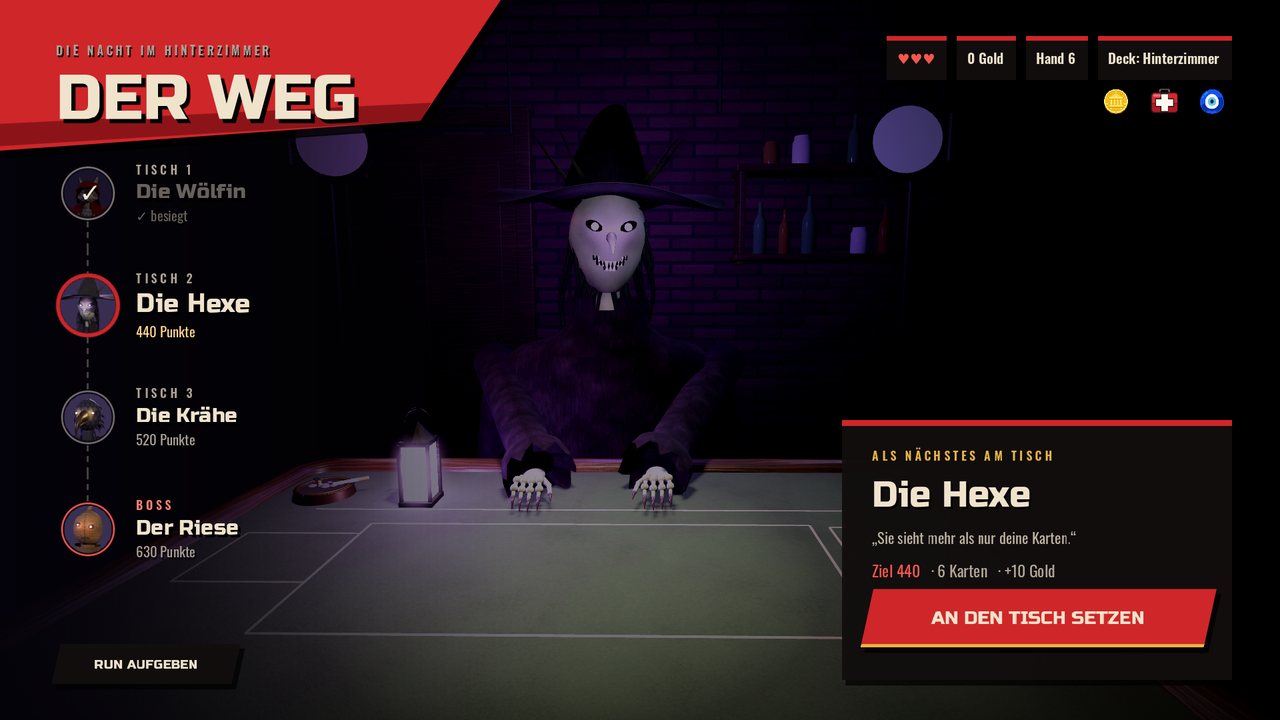 DIE NACHT IM HINTERZIMMER
DER WEG
♥♥♥
0 Gold
Hand 6
Deck: Hinterzimmer
TISCH 1
Die Wölfin
✓ besiegt
TISCH 2
Die Hexe
440 Punkte
TISCH 3
Die Krähe
520 Punkte
BOSS
Der Riese
630 Punkte
RUN AUFGEBEN
ALS NÄCHSTES AM TISCH
Die Hexe
„Sie sieht mehr als nur deine Karten.“
Ziel 440 · 6 Karten · +10 Gold
AN DEN TISCH SETZEN